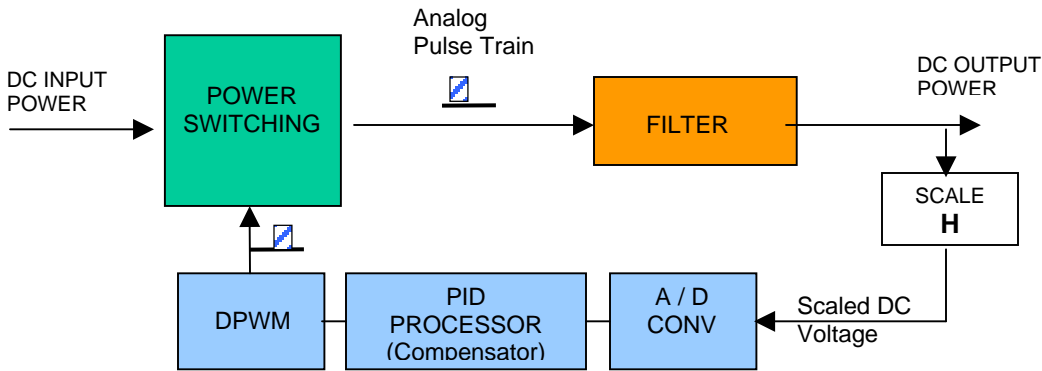 Analog
Pulse Train
DC INPUT
POWER
POWER
SWITCHING
FILTER
DC OUTPUT
POWER
SCALE
H
DPWM
PID
PROCESSOR
(Compensator)
A / D
CONV
Scaled DC
Voltage